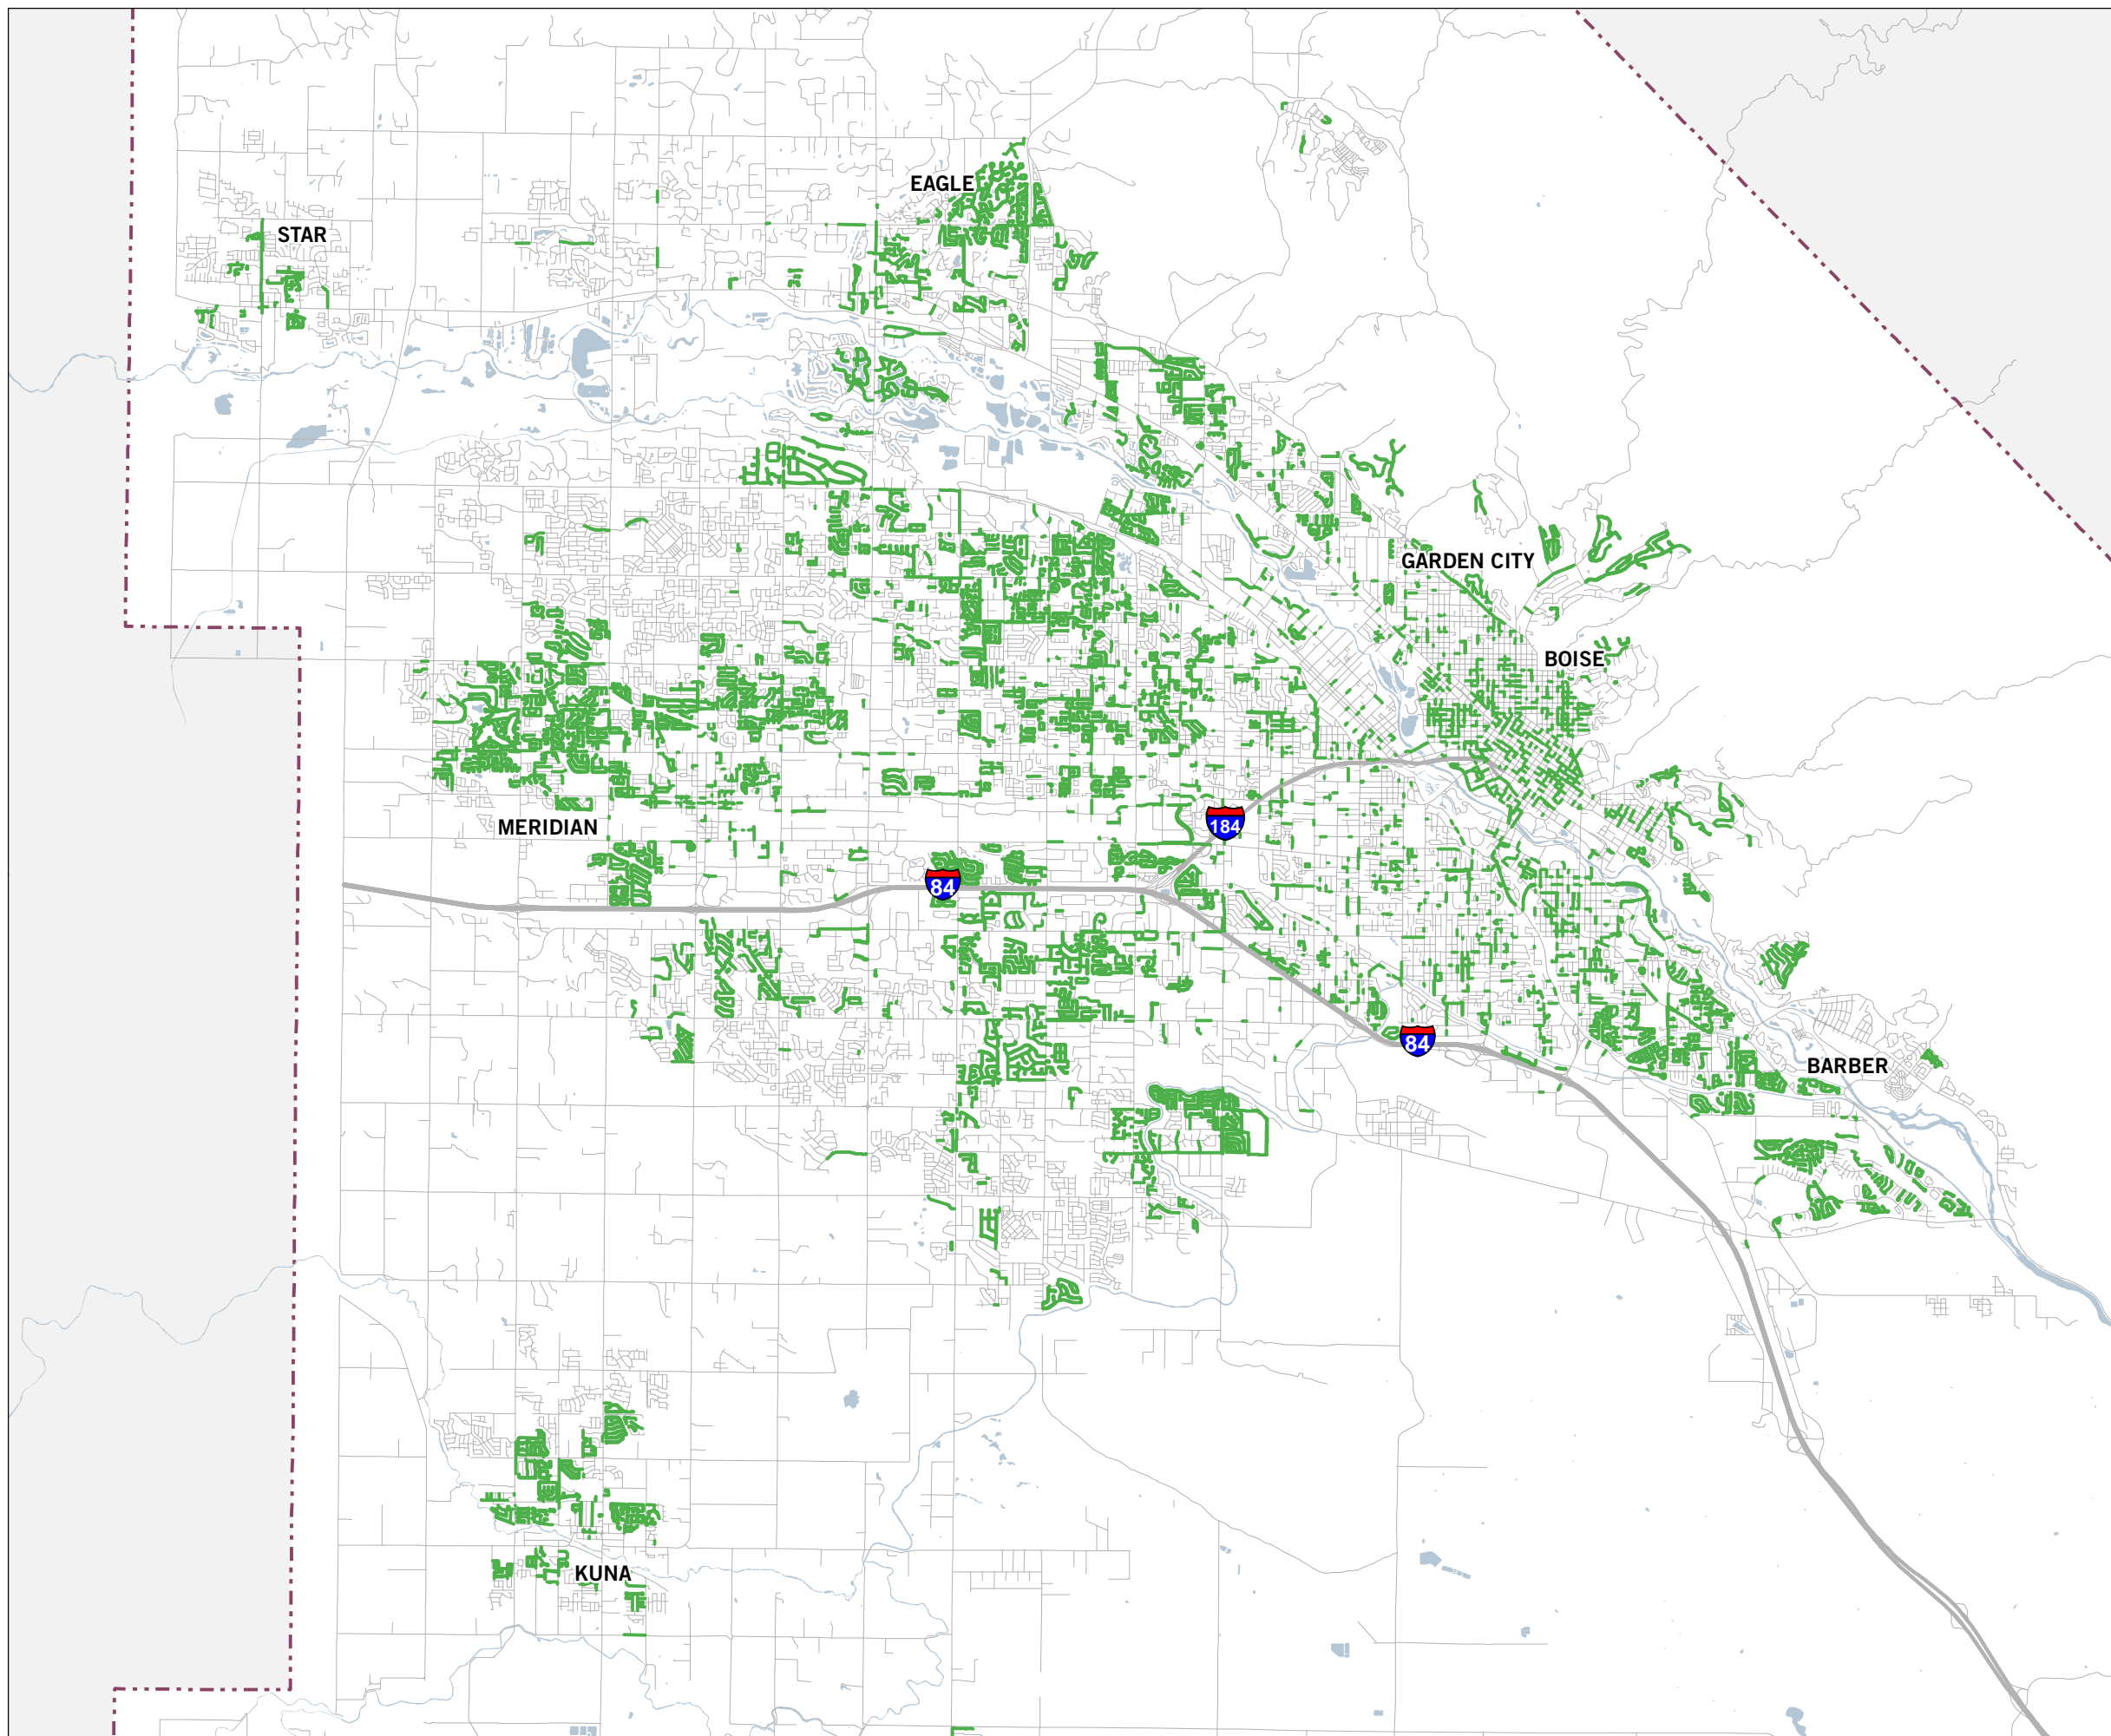 EAGLE
STAR
GARDEN CITY
BOISE
MERIDIAN
184
84
84
BARBER
KUNA